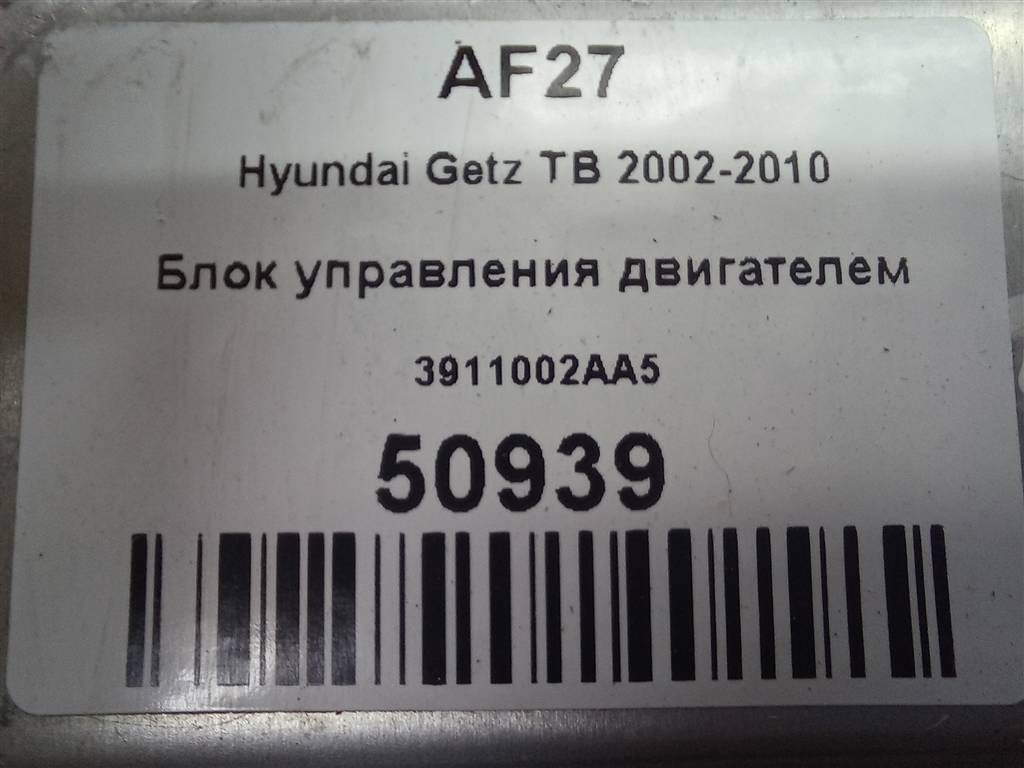 AF27
Hyundai Getz TB 2002-2010
Блок управления двигателем
3911002AA5
50939